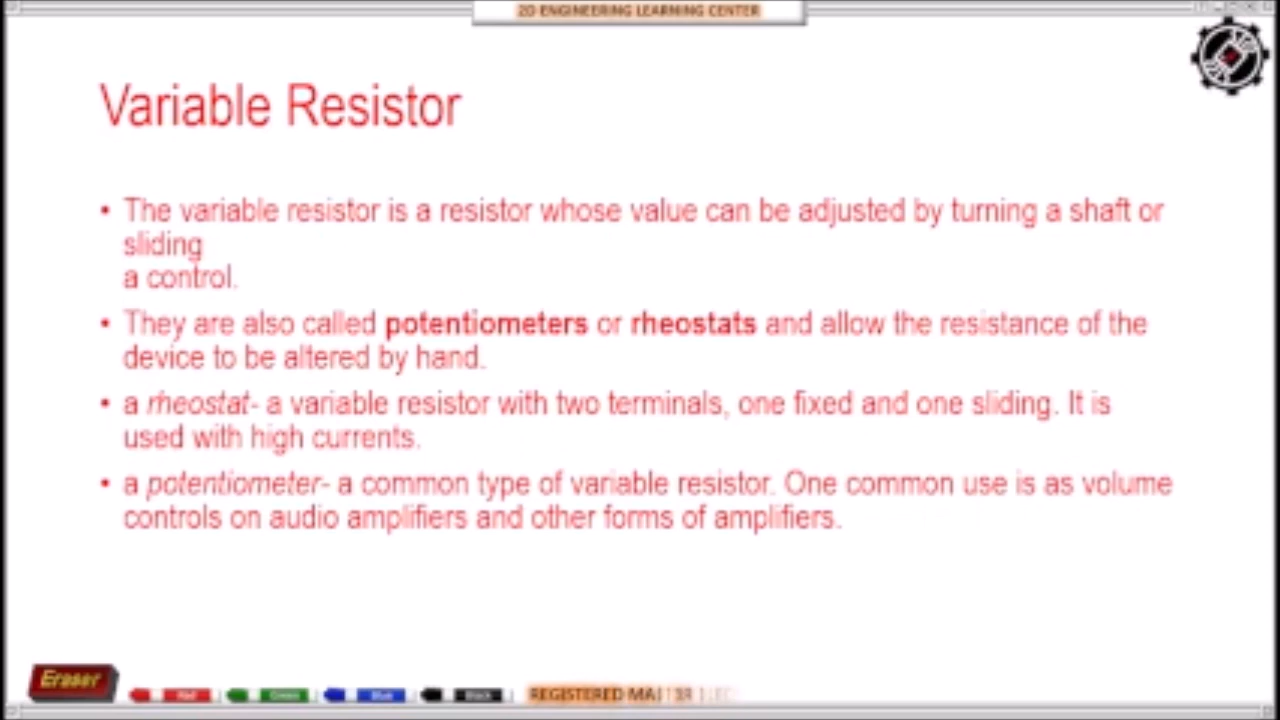 2D ENGINEERING LEARNING CENTER
Variable Resistor
• The variable resistor is a resistor whose value can be adjusted by turning a shaft or
sliding
a control.
• They are also called potentiometers or rheostats and allow the resistance of the
device to be altered by hand.
• a rheostat- a variable resistor with two terminals, one fixed and one sliding. It is
used with high currents.
• a potentiometer- a common type of variable resistor. One common use is as volume
controls on audio amplifiers and other forms of amplifiers.
Eraser
Red Green Blue Black REGISTERED